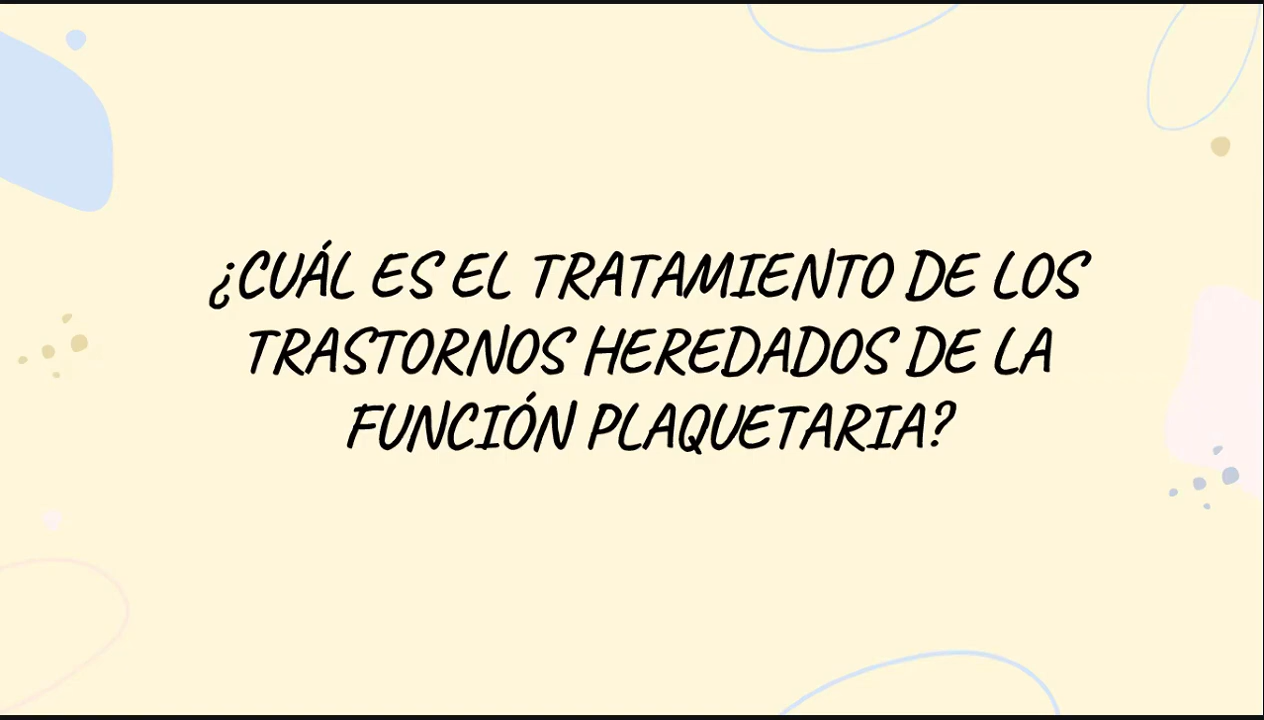 ¿CUÁL ES EL TRATAMIENTO DE LOS
TRASTORNOS HEREDADOS DE LA
FUNCIÓN PLAQUETARIA?